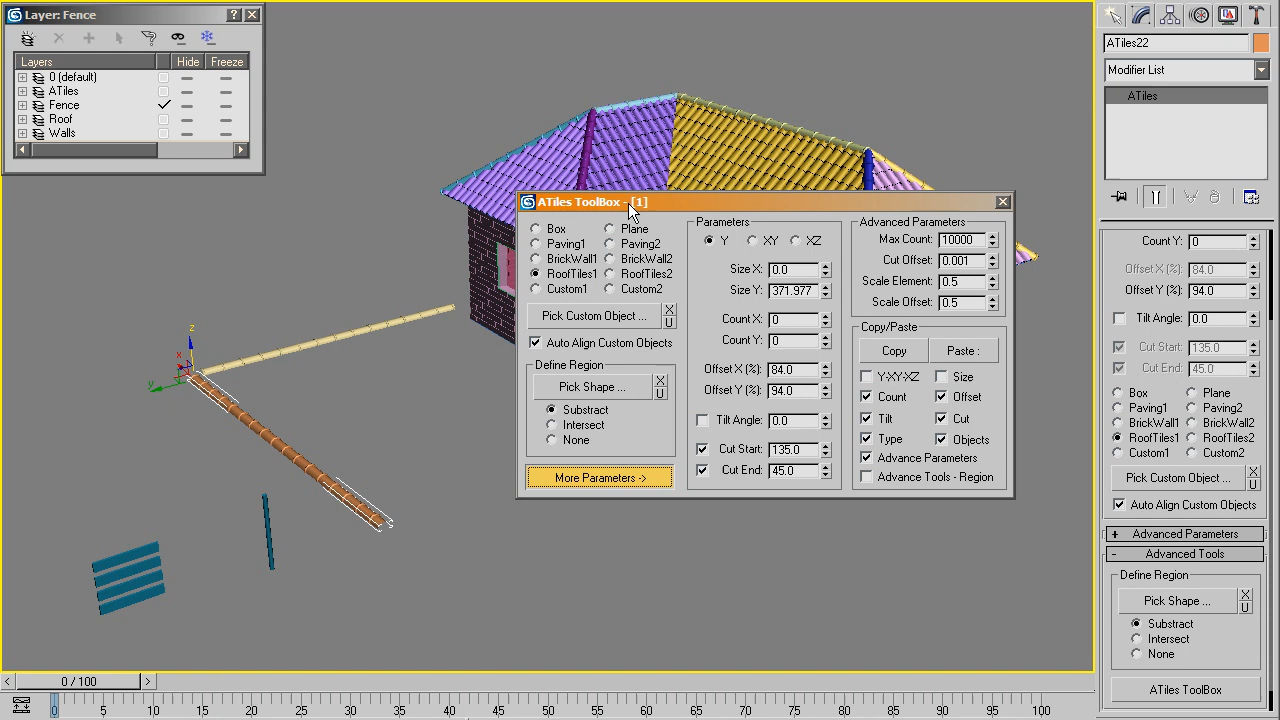 Layer: Fence
Layers Hide Freeze
0 (default)
ATiles
Fence
Roof
Walls
z
x
y
ATiles ToolBox - [1]
Box Plane
Paving1 Paving2
BrickWall1 BrickWall2
RoofTiles1 RoofTiles2
Custom1 Custom2
Pick Custom Object ... X U
Auto Align Custom Objects
Define Region
Pick Shape ... X U
Substract
Intersect
None
More Parameters ->
Parameters
Y XY XZ
Size X: 0.0
Size Y: 371.977
Count X: 0
Count Y: 0
Offset X (%): 84.0
Offset Y (%): 94.0
Tilt Angle: 0.0
Cut Start: 135.0
Cut End: 45.0
Advanced Parameters
Max Count: 10000
Cut Offset: 0.001
Scale Element: 0.5
Scale Offset: 0.5
Copy/Paste
Copy Paste :
Y-XY-XZ Size
Count Offset
Tilt Cut
Type Objects
Advance Parameters
Advance Tools - Region
ATiles22
Modifier List
ATiles
Count Y: 0
Offset X (%): 84.0
Offset Y (%): 94.0
Tilt Angle: 0.0
Cut Start: 135.0
Cut End: 45.0
Box Plane
Paving1 Paving2
BrickWall1 BrickWall2
RoofTiles1 RoofTiles2
Custom1 Custom2
Pick Custom Object ... X U
Auto Align Custom Objects
+ Advanced Parameters
- Advanced Tools
Define Region
Pick Shape ... X U
Substract
Intersect
None
ATiles ToolBox
< 0 / 100 >
0 5 10 15 20 25 30 35 40 45 50 55 60 65 70 75 80 85 90 95 100